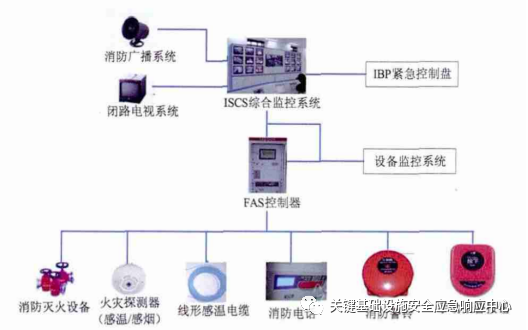 消防广播系统
闭路电视系统
ISCS综合监控系统
IBP紧急控制盘
FAS控制器
设备监控系统
消防灭火设备
火灾探测器
(感温/感烟)
线形感温电缆
消防电话
消防警铃
关键基础设施安全应急响应中心